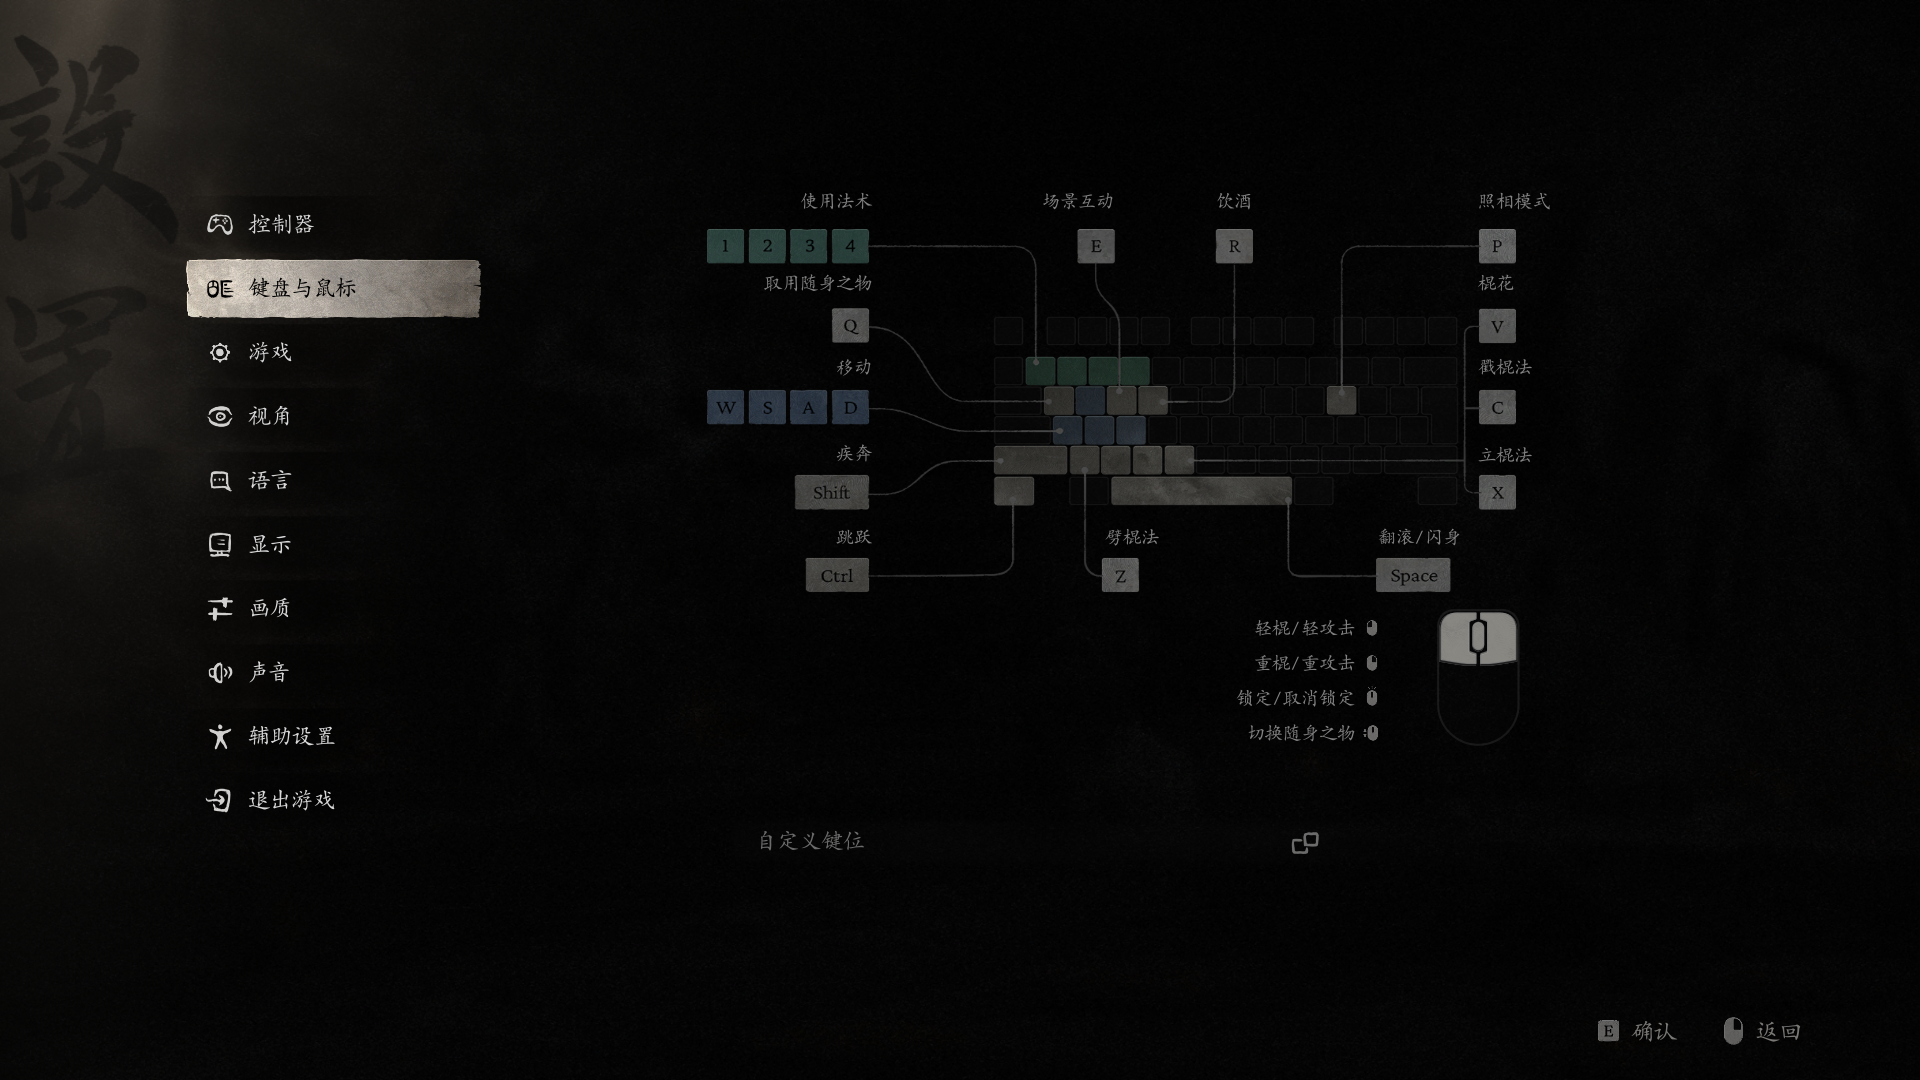 設置
控制器
键盘与鼠标
游戏
视角
语言
显示
画质
声音
辅助设置
退出游戏
使用法术
1 2 3 4
取用随身之物
Q
移动
W S A D
疾奔
Shift
跳跃
Ctrl
场景互动
E
饮酒
R
照相模式
P
棍花
V
戳棍法
C
立棍法
X
劈棍法
Z
翻滚/闪身
Space
轻棍/轻攻击
重棍/重攻击
锁定/取消锁定
切换随身之物
自定义键位
E 确认 返回